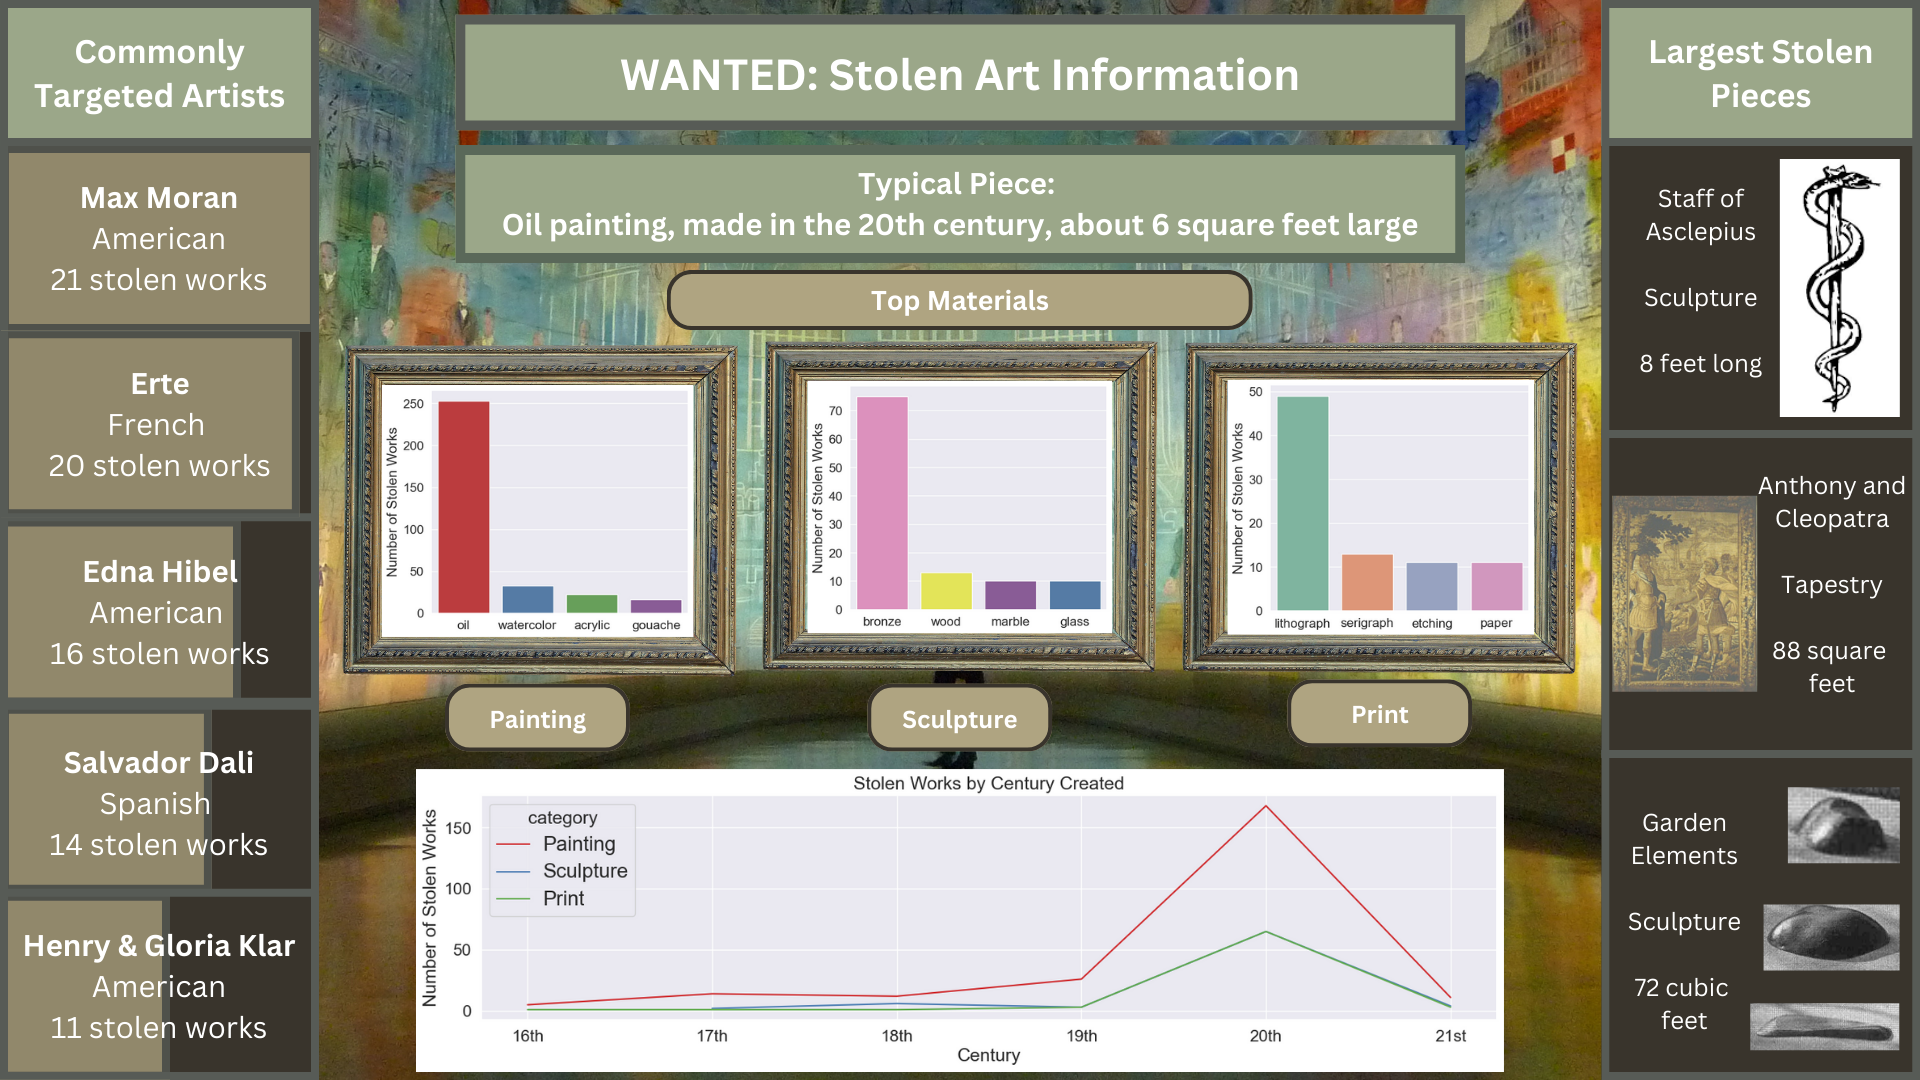 Commonly
Targeted Artists
Max Moran
American
21 stolen works
Erte
French
20 stolen works
Edna Hibel
American
16 stolen works
Salvador Dali
Spanish
14 stolen works
Henry & Gloria Klar
American
11 stolen works
WANTED: Stolen Art Information
Typical Piece:
Oil painting, made in the 20th century, about 6 square feet large
Top Materials
Number of Stolen Works
250
200
150
100
50
0
oil watercolor acrylic gouache
Painting
Number of Stolen Works
70
60
50
40
30
20
10
0
bronze wood marble glass
Sculpture
Number of Stolen Works
50
40
30
20
10
0
lithograph serigraph etching paper
Print
Stolen Works by Century Created
Number of Stolen Works
150
100
50
0
category
Painting
Sculpture
Print
16th 17th 18th 19th 20th 21st
Century
Largest Stolen
Pieces
Staff of
Asclepius
Sculpture
8 feet long
Anthony and
Cleopatra
Tapestry
88 square
feet
Garden
Elements
Sculpture
72 cubic
feet